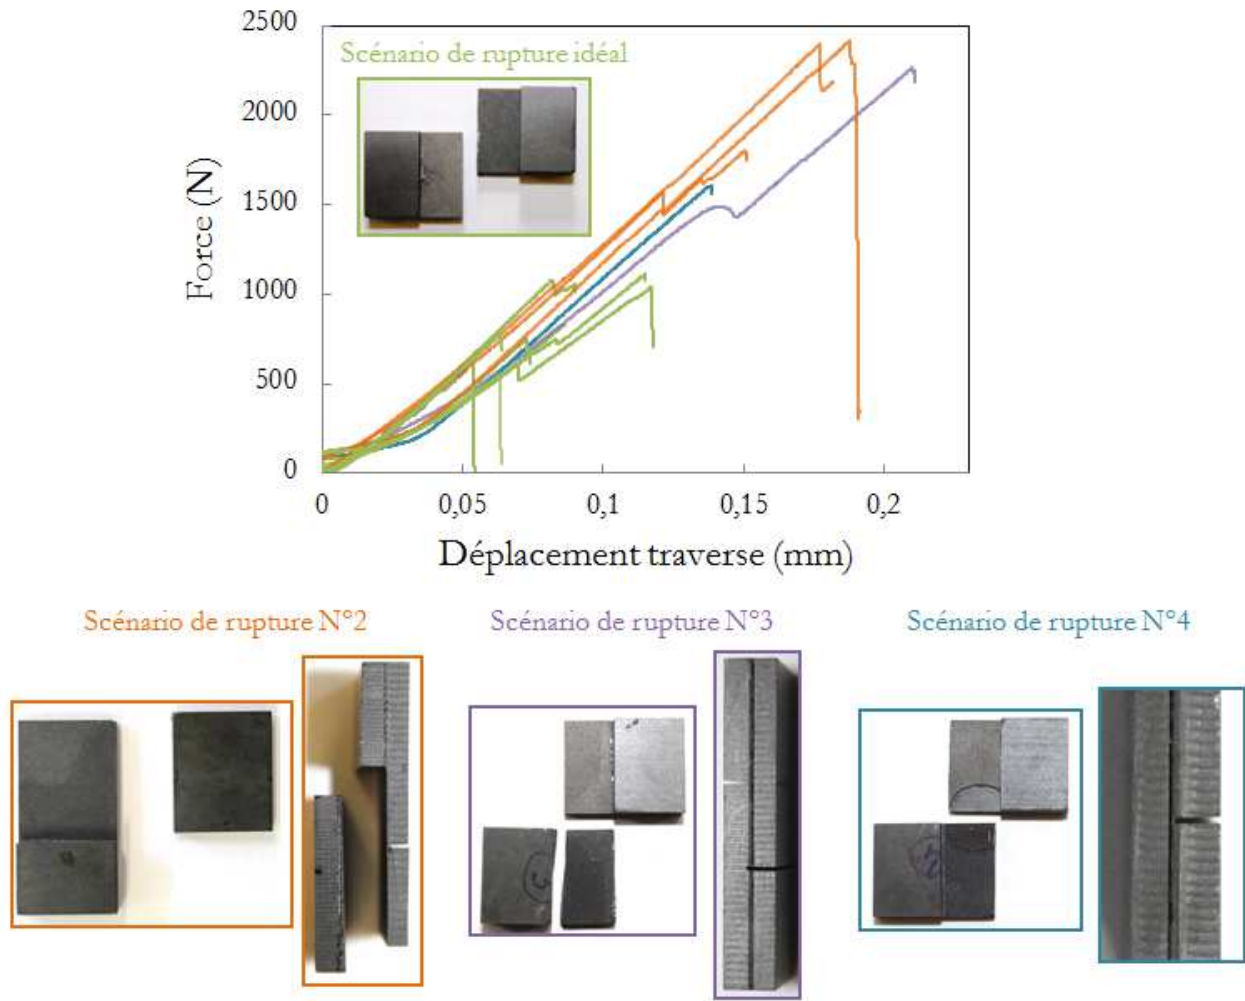 2500
Scénario de rupture idéal
2000
1500
1000
500
0
Force (N)
0
0,05
0,1
0,15
0,2
Déplacement traverse (mm)
Scénario de rupture N°2
Scénario de rupture N°3
Scénario de rupture N°4